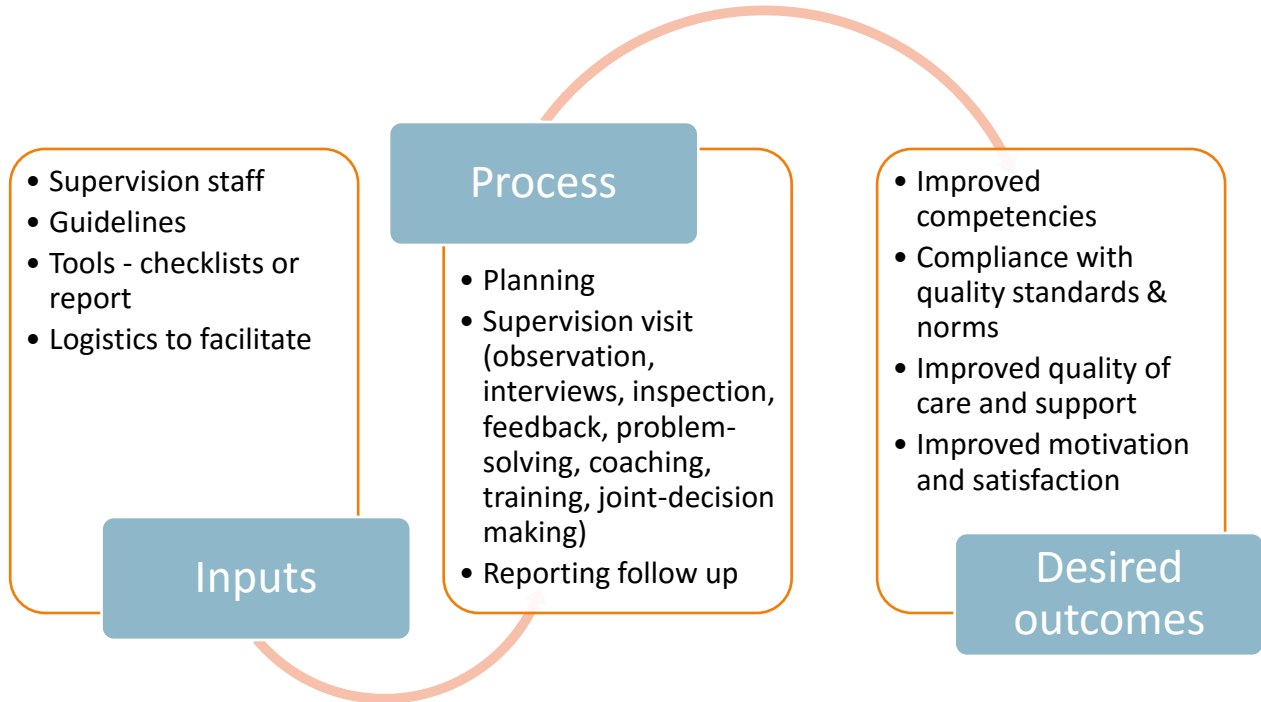 • Supervision staff
• Guidelines
• Tools - checklists or
report
• Logistics to facilitate
Inputs
Process
• Planning
• Supervision visit
(observation,
interviews, inspection,
feedback, problem-
solving, coaching,
training, joint-decision
making)
• Reporting follow up
• Improved
competencies
• Compliance with
quality standards &
norms
• Improved quality of
care and support
• Improved motivation
and satisfaction
Desired
outcomes